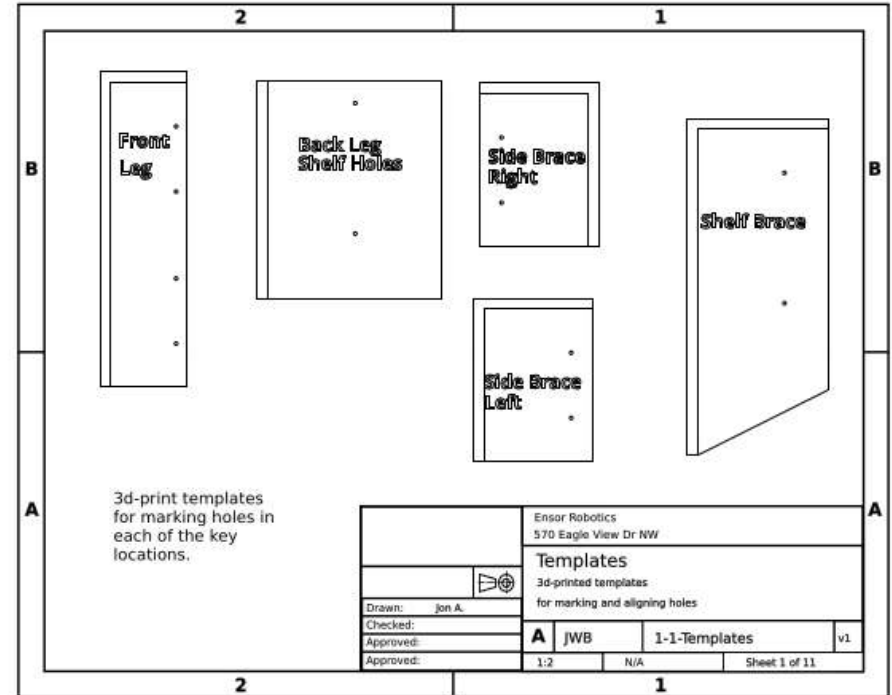 2
1
B
B
Front
Leg
Back Leg
Shelf Holes
Side Brace
Right
Shelf Brace
Side Brace
Left
A
A
3d-print templates
for marking holes in
each of the key
locations.
Ensor Robotics
570 Eagle View Dr NW
Templates
3d-printed templates
for marking and aligning holes
Drawn: Jon A.
Checked:
Approved:
Approved:
A JWB 1-1-Templates v1
1:2 N/A Sheet 1 of 11
2
1